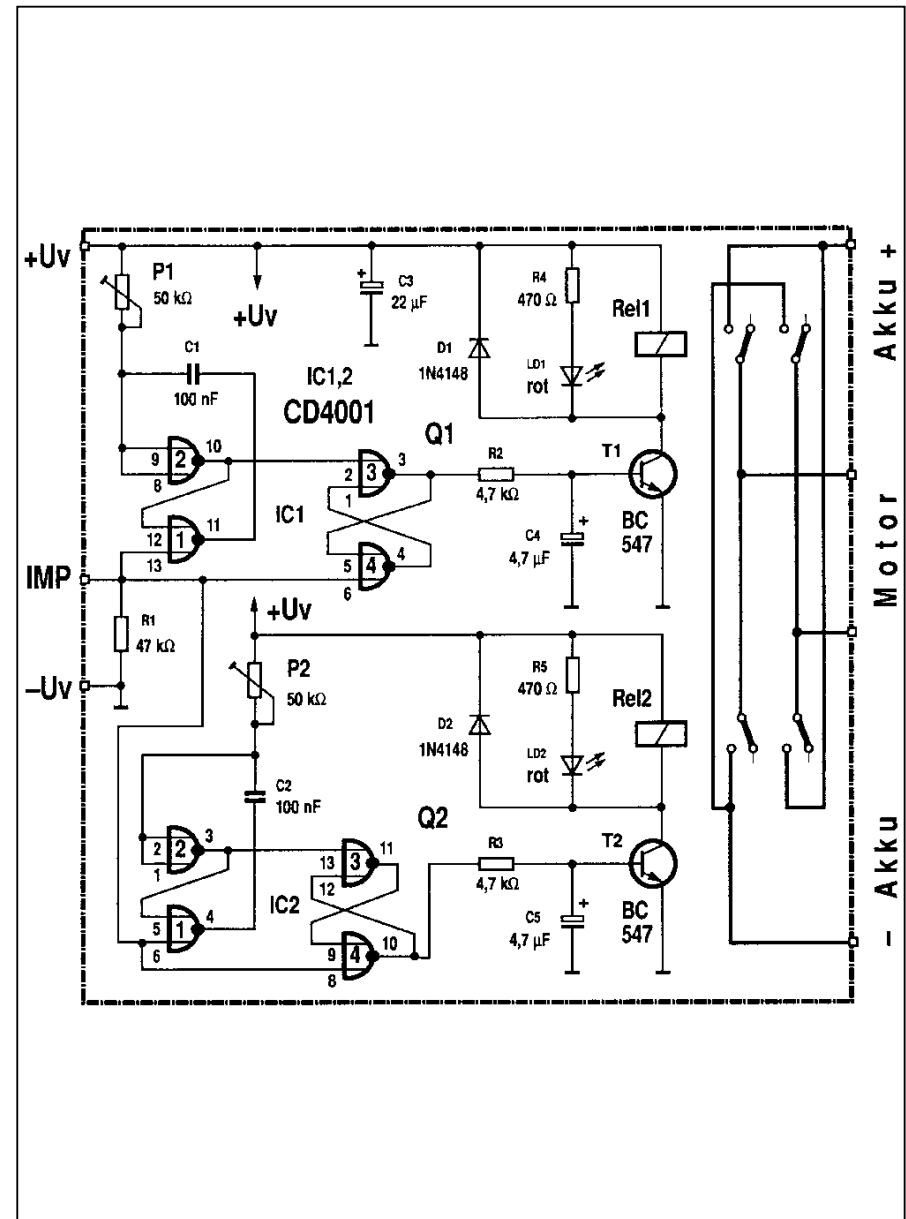 +Uv
P1
50 kΩ
+Uv
C3
22 µF
+
R4
470 Ω
Rel1
D1
1N4148
LD1
rot
C1
100 nF
IC1,2
CD4001
Q1
9
8
2
10
2
1
3
3
R2
4,7 kΩ
T1
BC
547
IC1
12
13
1
11
5
6
4
4
C4
4,7 µF
+
IMP
R1
47 kΩ
–Uv
+Uv
P2
50 kΩ
R5
470 Ω
Rel2
D2
1N4148
LD2
rot
C2
100 nF
Q2
2
1
2
3
13
12
3
11
R3
4,7 kΩ
T2
BC
547
IC2
5
6
1
4
9
8
4
10
C5
4,7 µF
+
Akku +
Motor
– Akku